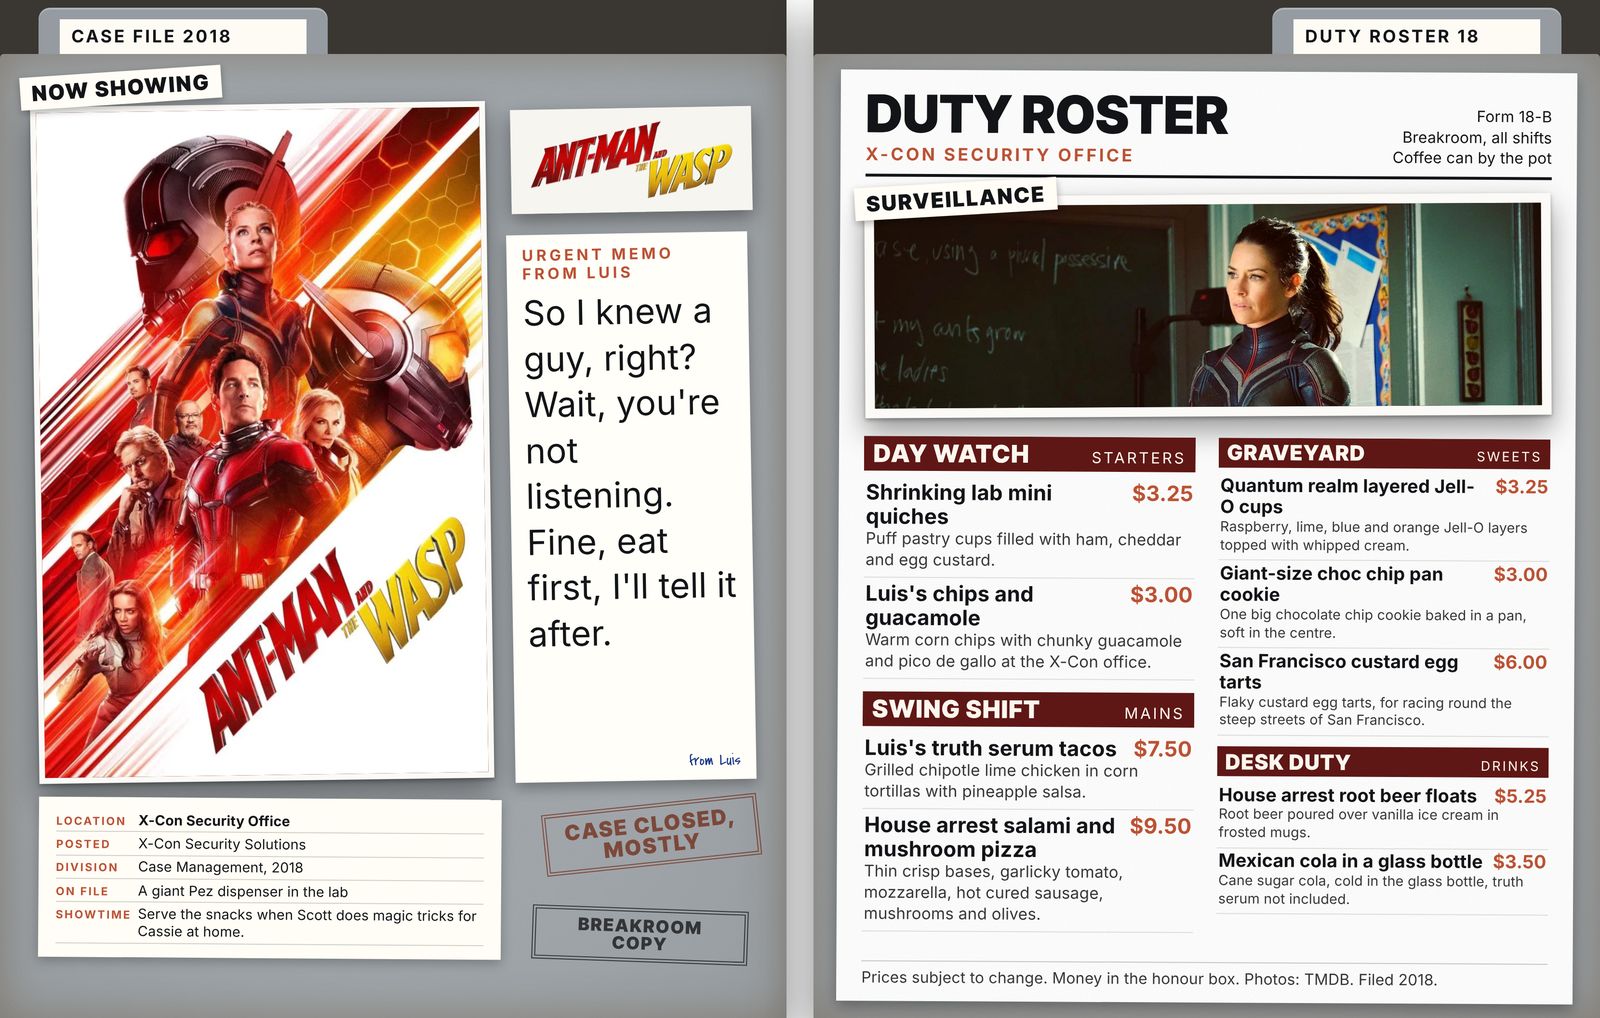 CASE FILE 2018
NOW SHOWING
ANT-MAN
AND
THE WASP
ANT-MAN
AND
THE WASP
URGENT MEMO
FROM LUIS
So I knew a
guy, right?
Wait, you're
not
listening.
Fine, eat
first, I'll tell it
after.
from Luis
LOCATION X-Con Security Office
POSTED X-Con Security Solutions
DIVISION Case Management, 2018
ON FILE A giant Pez dispenser in the lab
SHOWTIME Serve the snacks when Scott does magic tricks for
Cassie at home.
CASE CLOSED,
MOSTLY
BREAKROOM
COPY
DUTY ROSTER 18
DUTY ROSTER
X-CON SECURITY OFFICE
Form 18-B
Breakroom, all shifts
Coffee can by the pot
SURVEILLANCE
using a plural possessive
my ants grow
ladies
DAY WATCH STARTERS
Shrinking lab mini $3.25
quiches
Puff pastry cups filled with ham, cheddar
and egg custard.
Luis's chips and $3.00
guacamole
Warm corn chips with chunky guacamole
and pico de gallo at the X-Con office.
SWING SHIFT MAINS
Luis's truth serum tacos $7.50
Grilled chipotle lime chicken in corn
tortillas with pineapple salsa.
House arrest salami and $9.50
mushroom pizza
Thin crisp bases, garlicky tomato,
mozzarella, hot cured sausage,
mushrooms and olives.
GRAVEYARD SWEETS
Quantum realm layered Jell- $3.25
O cups
Raspberry, lime, blue and orange Jell-O layers
topped with whipped cream.
Giant-size choc chip pan $3.00
cookie
One big chocolate chip cookie baked in a pan,
soft in the centre.
San Francisco custard egg $6.00
tarts
Flaky custard egg tarts, for racing round the
steep streets of San Francisco.
DESK DUTY DRINKS
House arrest root beer floats $5.25
Root beer poured over vanilla ice cream in
frosted mugs.
Mexican cola in a glass bottle $3.50
Cane sugar cola, cold in the glass bottle, truth
serum not included.
Prices subject to change. Money in the honour box. Photos: TMDB. Filed 2018.